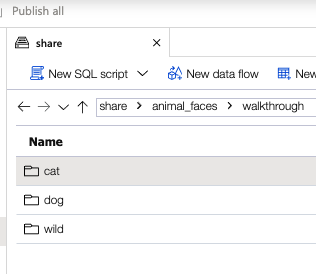 Publish all
share
New SQL script New data flow New
share animal_faces walkthrough
Name
cat
dog
wild